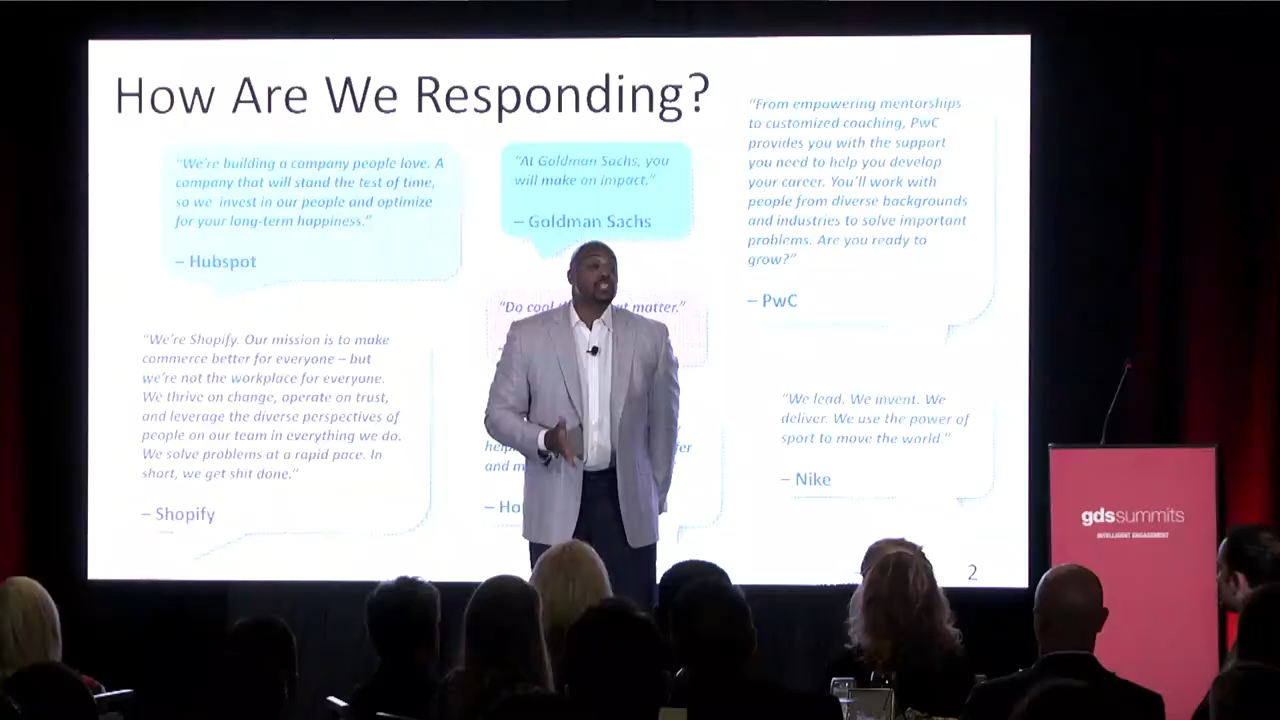 How Are We Responding?
"We're building a company people love. A
company that will stand the test of time,
so we invest in our people and optimize
for your long-term happiness."
– Hubspot
"At Goldman Sachs, you
will make an impact."
– Goldman Sachs
"From empowering mentorships
to customized coaching, PwC
provides you with the support
you need to help you develop
your career. You'll work with
people from diverse backgrounds
and industries to solve important
problems. Are you ready to
grow?"
– PwC
"Do cool matter."
"We're Shopify. Our mission is to make
commerce better for everyone – but
we're not the workplace for everyone.
We thrive on change, operate on trust,
and leverage the diverse perspectives of
people on our team in everything we do.
We solve problems at a rapid pace. In
short, we get shit done."
– Shopify
and
"We lead. We invent. We
deliver. We use the power of
sport to move the world."
– Nike
2
gdssummits
INTELLIGENT ENGAGEMENT